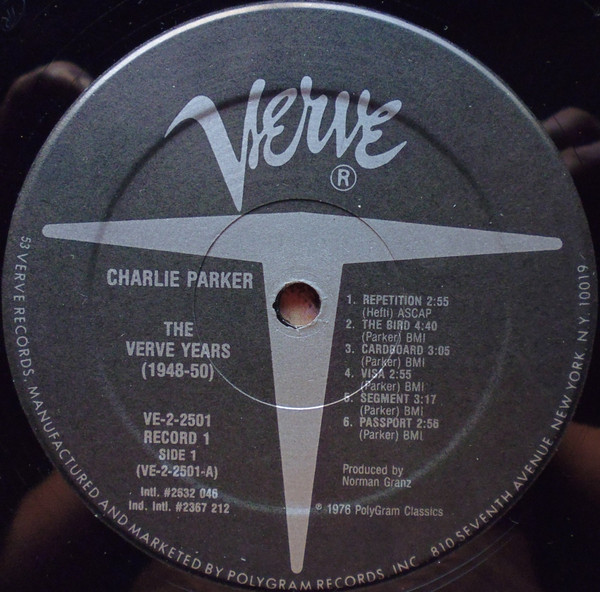 Verve
®
CHARLIE PARKER
THE
VERVE YEARS
(1948-50)
VE-2-2501
RECORD 1
SIDE 1
(VE-2-2501-A)
Intl. #2632 046
Ind. Intl. #2367 212
1. REPETITION 2:55
(Hefti) ASCAP
2. THE BIRD 4:40
(Parker) BMI
3. CARDBOARD 3:05
(Parker) BMI
4. VISA 2:55
(Parker) BMI
5. SEGMENT 3:17
(Parker) BMI
6. PASSPORT 2:56
(Parker) BMI
Produced by
Norman Granz
℗ 1976 PolyGram Classics
53 VERVE RECORDS. MANUFACTURED AND MARKETED BY POLYGRAM RECORDS, INC. 810 SEVENTH AVENUE, NEW YORK, N.Y. 10019